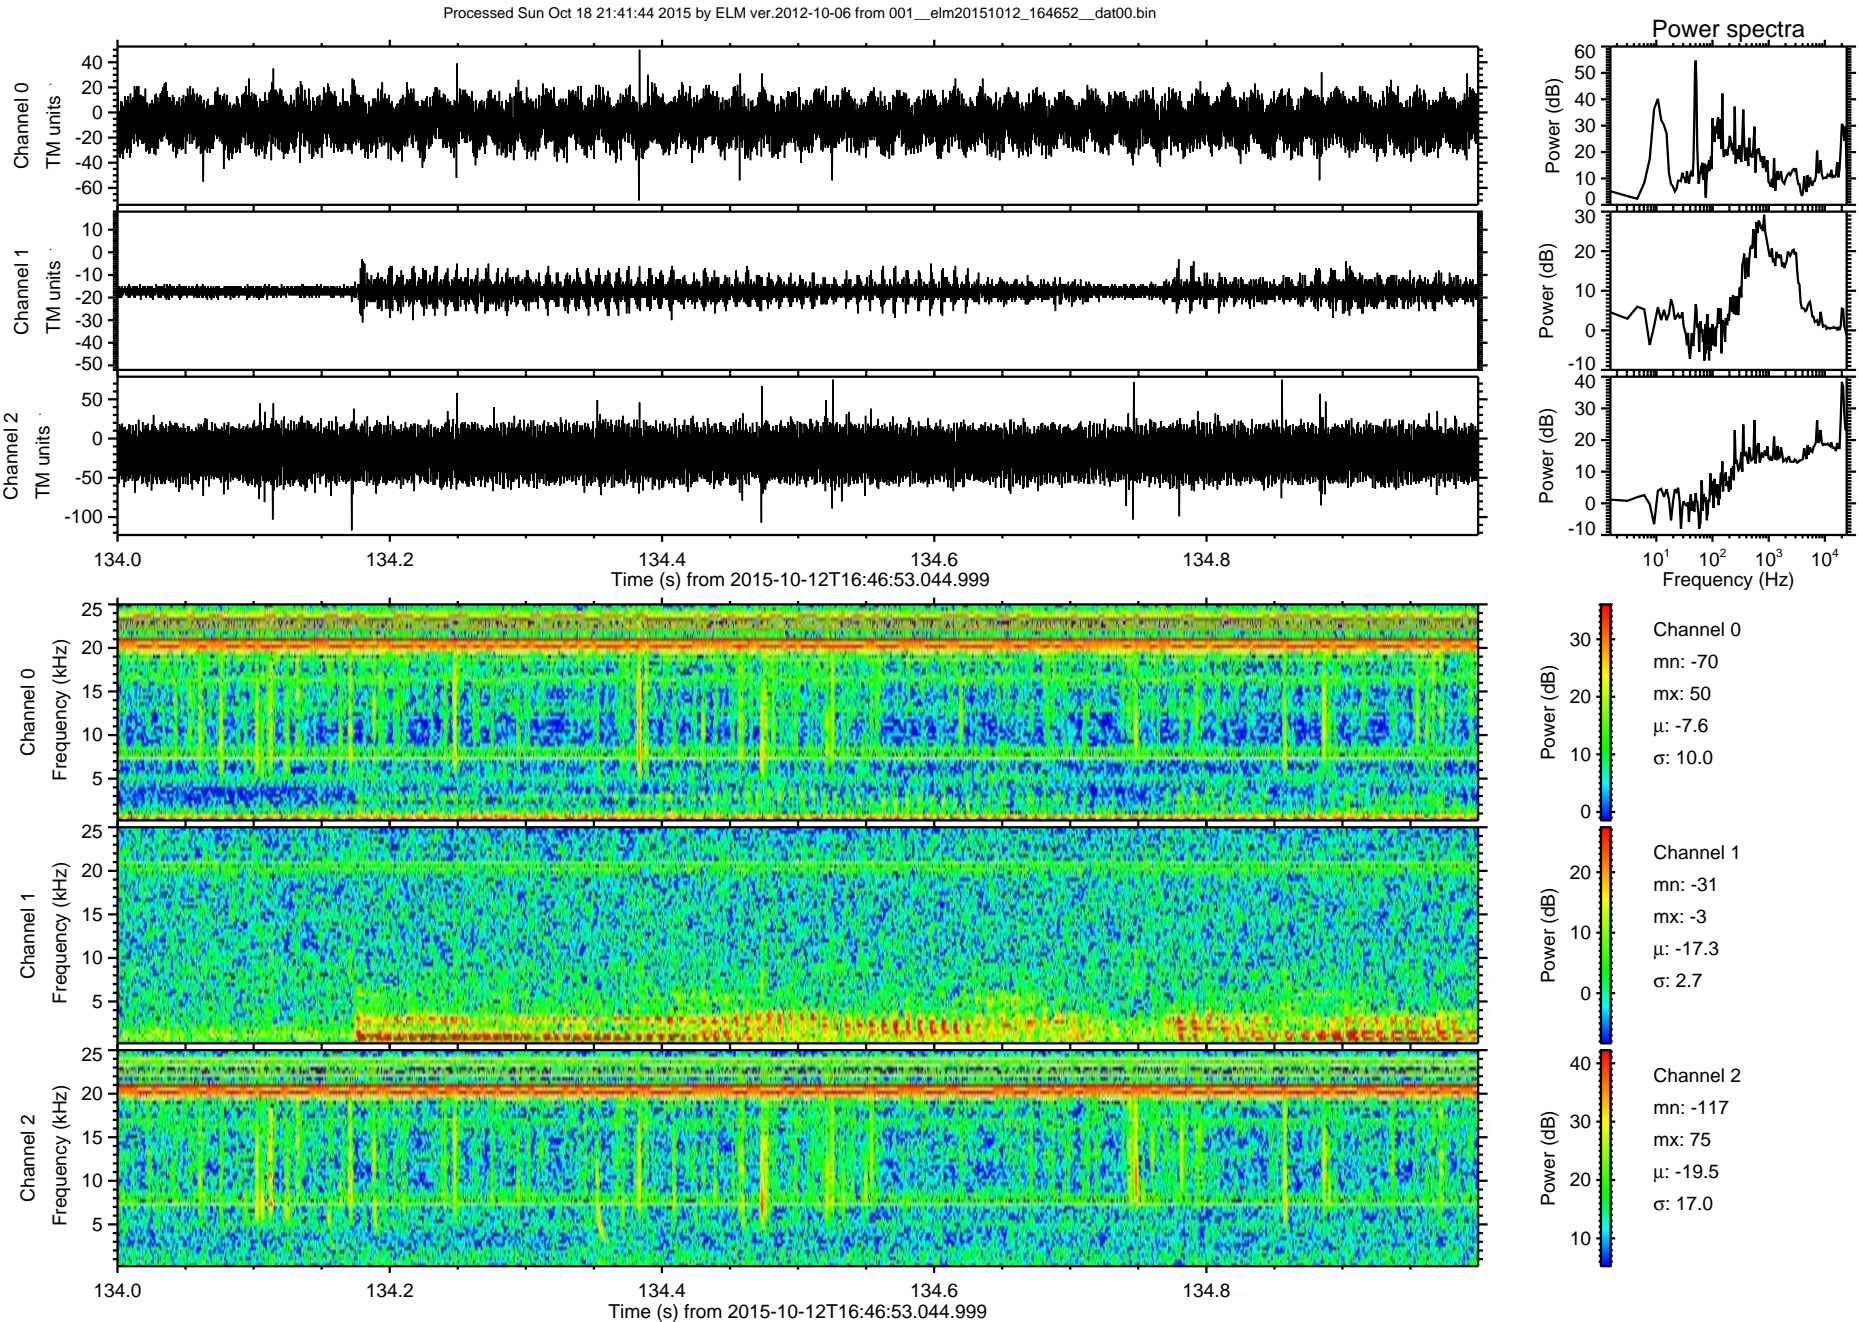 Processed Sun Oct 18 21:41:44 2015 by ELM ver.2012-10-06 from 001__elm20151012_164652__dat00.bin
Power spectra
Channel 0
TM units
40
20
0
-20
-40
-60
Power (dB)
60
50
40
30
20
10
0
Channel 1
TM units
10
0
-10
-20
-30
-40
-50
Power (dB)
30
20
10
0
-10
Channel 2
TM units
50
0
-50
-100
Power (dB)
40
30
20
10
0
-10
134.0 134.2 134.4 134.6 134.8
Time (s) from 2015-10-12T16:46:53.044.999
10^1 10^2 10^3 10^4
Frequency (Hz)
Channel 0
Frequency (kHz)
25
20
15
10
5
Power (dB)
30
20
10
0
Channel 0
mn: -70
mx: 50
μ: -7.6
σ: 10.0
Channel 1
Frequency (kHz)
25
20
15
10
5
Power (dB)
20
10
0
Channel 1
mn: -31
mx: -3
μ: -17.3
σ: 2.7
Channel 2
Frequency (kHz)
25
20
15
10
5
Power (dB)
40
30
20
10
Channel 2
mn: -117
mx: 75
μ: -19.5
σ: 17.0
134.0 134.2 134.4 134.6 134.8
Time (s) from 2015-10-12T16:46:53.044.999